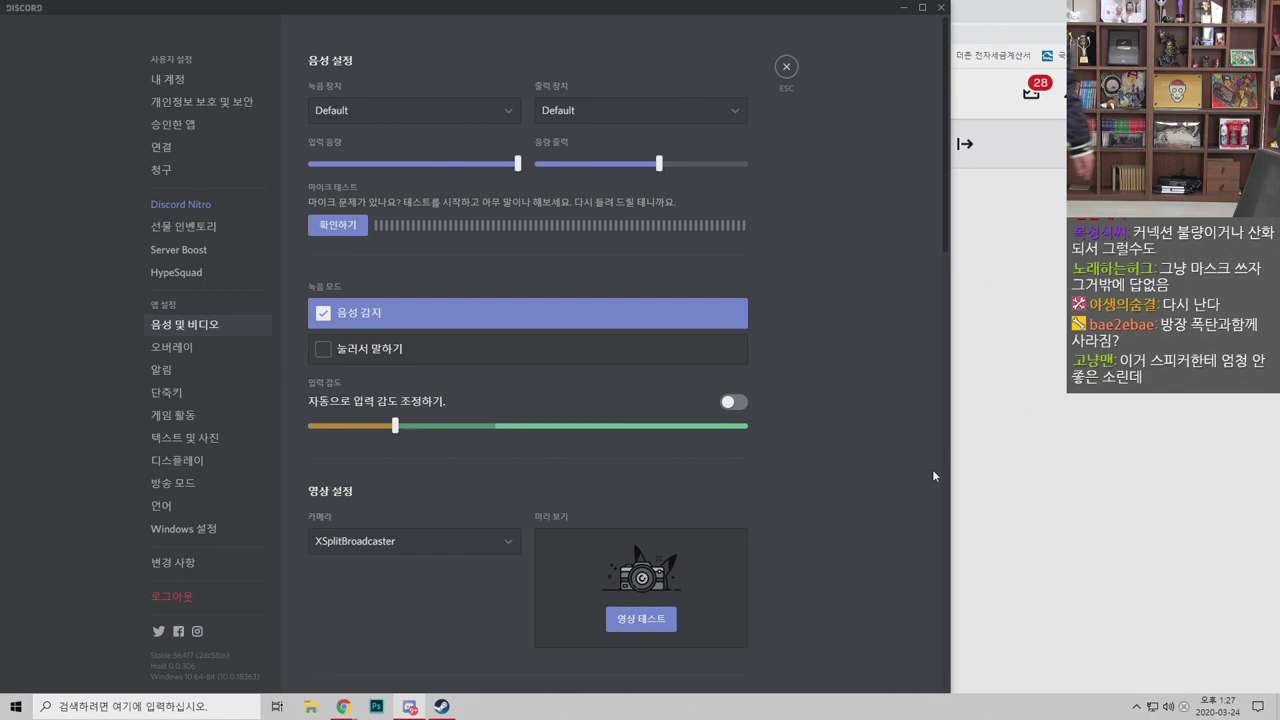 DISCORD
사용자 설정
내 계정
개인정보 보호 및 보안
승인한 앱
연결
청구
Discord Nitro
선물 인벤토리
Server Boost
HypeSquad
앱 설정
음성 및 비디오
오버레이
알림
단축키
게임 활동
텍스트 및 사진
디스플레이
방송 모드
언어
Windows 설정
변경 사항
로그아웃
Stable 56417 (2dc5fbb)
Host 0.0.306
Windows 10 64-Bit (10.0.18363)
음성 설정
ESC
녹음 장치
출력 장치
Default
Default
입력 음량
음량 출력
마이크 테스트
마이크 문제가 있나요? 테스트를 시작하고 아무 말이나 해보세요. 다시 들려 드릴 테니까요.
확인하기
녹음 모드
음성 감지
눌러서 말하기
입력 감도
자동으로 입력 감도 조정하기.
영상 설정
카메라
미리 보기
XSplitBroadcaster
영상 테스트
더존 전자세금계산서
국
28
커넥션 불량이거나 산화
되서 그럴수도
노래하는허그: 그냥 마스크 쓰자
그거밖에 답없음
야생의숨결: 다시 난다
bae2ebae: 방장 폭탄과함께
사라짐?
고냥맨: 이거 스피커한테 엄청 안
좋은 소린데
검색하려면 여기에 입력하십시오.
오후 1:27
2020-03-24